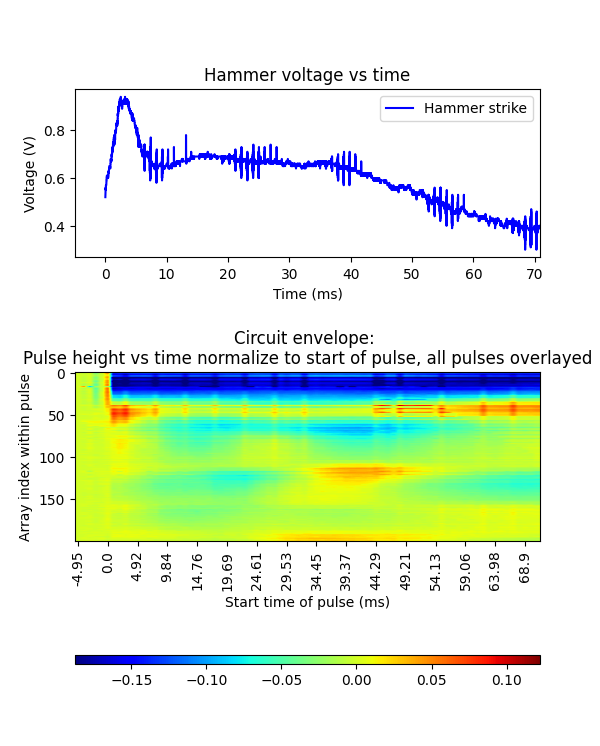 Hammer voltage vs time
Hammer strike
Voltage (V)
0.8
0.6
0.4
0 10 20 30 40 50 60 70
Time (ms)
Circuit envelope:
Pulse height vs time normalize to start of pulse, all pulses overlayed
Array index within pulse
0
50
100
150
-4.95 0.0 4.92 9.84 14.76 19.69 24.61 29.53 34.45 39.37 44.29 49.21 54.13 59.06 63.98 68.9
Start time of pulse (ms)
−0.15 −0.10 −0.05 0.00 0.05 0.10